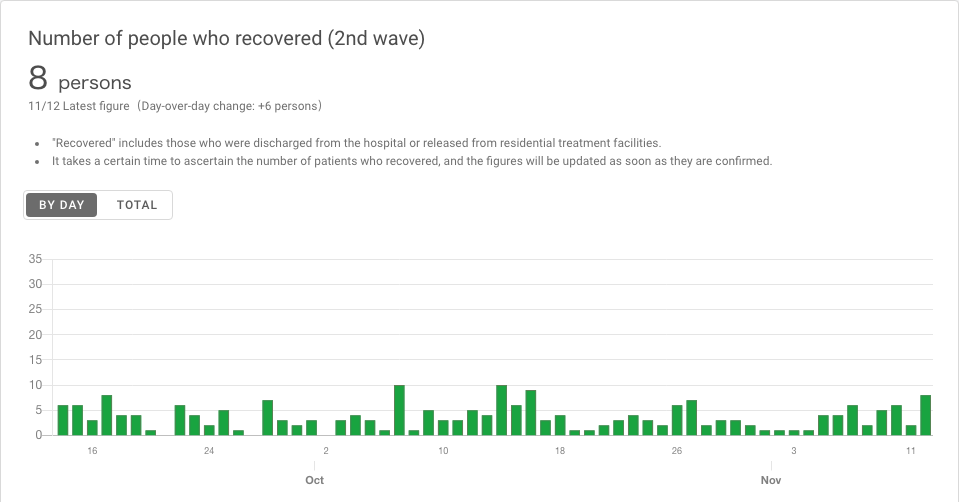 Number of people who recovered (2nd wave)
8 persons
11/12 Latest figure (Day-over-day change: +6 persons)
"Recovered" includes those who were discharged from the hospital or released from residential treatment facilities.
It takes a certain time to ascertain the number of patients who recovered, and the figures will be updated as soon as they are confirmed.
BY DAY TOTAL
35
30
25
20
15
10
5
0
16 24 2 10 18 26 3 11
Oct Nov